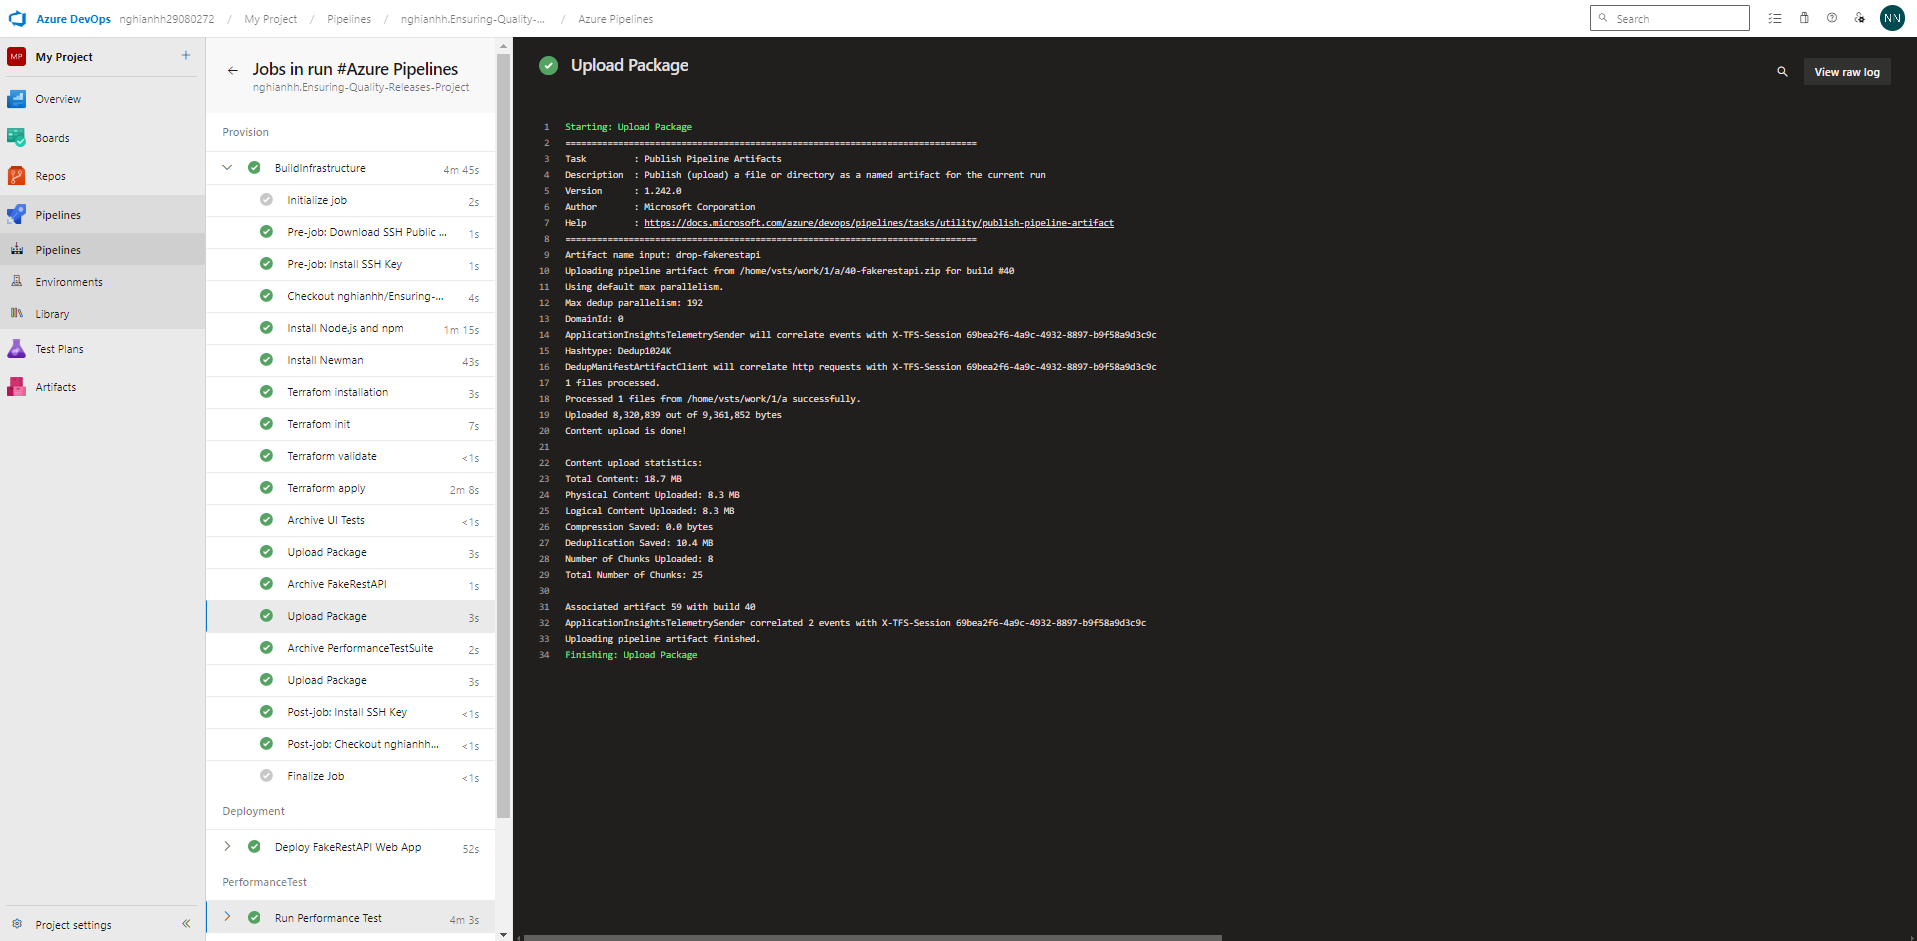 Azure DevOps nghianhh29080272 / My Project / Pipelines / nghianhh.Ensuring-Quality-... / Azure Pipelines
Search
NN
MP My Project +
Overview
Boards
Repos
Pipelines
Pipelines
Environments
Library
Test Plans
Artifacts
Project settings
Jobs in run #Azure Pipelines
nghianhh.Ensuring-Quality-Releases-Project
Provision
BuildInfrastructure 4m 45s
Initialize job 2s
Pre-job: Download SSH Public ... 1s
Pre-job: Install SSH Key 1s
Checkout nghianhh/Ensuring-... 4s
Install Node.js and npm 1m 15s
Install Newman 43s
Terrafom installation 3s
Terrafom init 7s
Terraform validate <1s
Terraform apply 2m 8s
Archive UI Tests <1s
Upload Package 3s
Archive FakeRestAPI 1s
Upload Package 3s
Archive PerformanceTestSuite 2s
Upload Package 3s
Post-job: Install SSH Key <1s
Post-job: Checkout nghianhh... <1s
Finalize Job <1s
Deployment
Deploy FakeRestAPI Web App 52s
PerformanceTest
Run Performance Test 4m 3s
Upload Package
View raw log
1 Starting: Upload Package
2 ==============================================================================
3 Task : Publish Pipeline Artifacts
4 Description : Publish (upload) a file or directory as a named artifact for the current run
5 Version : 1.242.0
6 Author : Microsoft Corporation
7 Help : https://docs.microsoft.com/azure/devops/pipelines/tasks/utility/publish-pipeline-artifact
8 ==============================================================================
9 Artifact name input: drop-fakerestapi
10 Uploading pipeline artifact from /home/vsts/work/1/a/40-fakerestapi.zip for build #40
11 Using default max parallelism.
12 Max dedup parallelism: 192
13 DomainId: 0
14 ApplicationInsightsTelemetrySender will correlate events with X-TFS-Session 69bea2f6-4a9c-4932-8897-b9f58a9d3c9c
15 Hashtype: Dedup1024K
16 DedupManifestArtifactClient will correlate http requests with X-TFS-Session 69bea2f6-4a9c-4932-8897-b9f58a9d3c9c
17 1 files processed.
18 Processed 1 files from /home/vsts/work/1/a successfully.
19 Uploaded 8,320,839 out of 9,361,852 bytes
20 Content upload is done!
21
22 Content upload statistics:
23 Total Content: 18.7 MB
24 Physical Content Uploaded: 8.3 MB
25 Logical Content Uploaded: 8.3 MB
26 Compression Saved: 0.0 bytes
27 Deduplication Saved: 10.4 MB
28 Number of Chunks Uploaded: 8
29 Total Number of Chunks: 25
30
31 Associated artifact 59 with build 40
32 ApplicationInsightsTelemetrySender correlated 2 events with X-TFS-Session 69bea2f6-4a9c-4932-8897-b9f58a9d3c9c
33 Uploading pipeline artifact finished.
34 Finishing: Upload Package